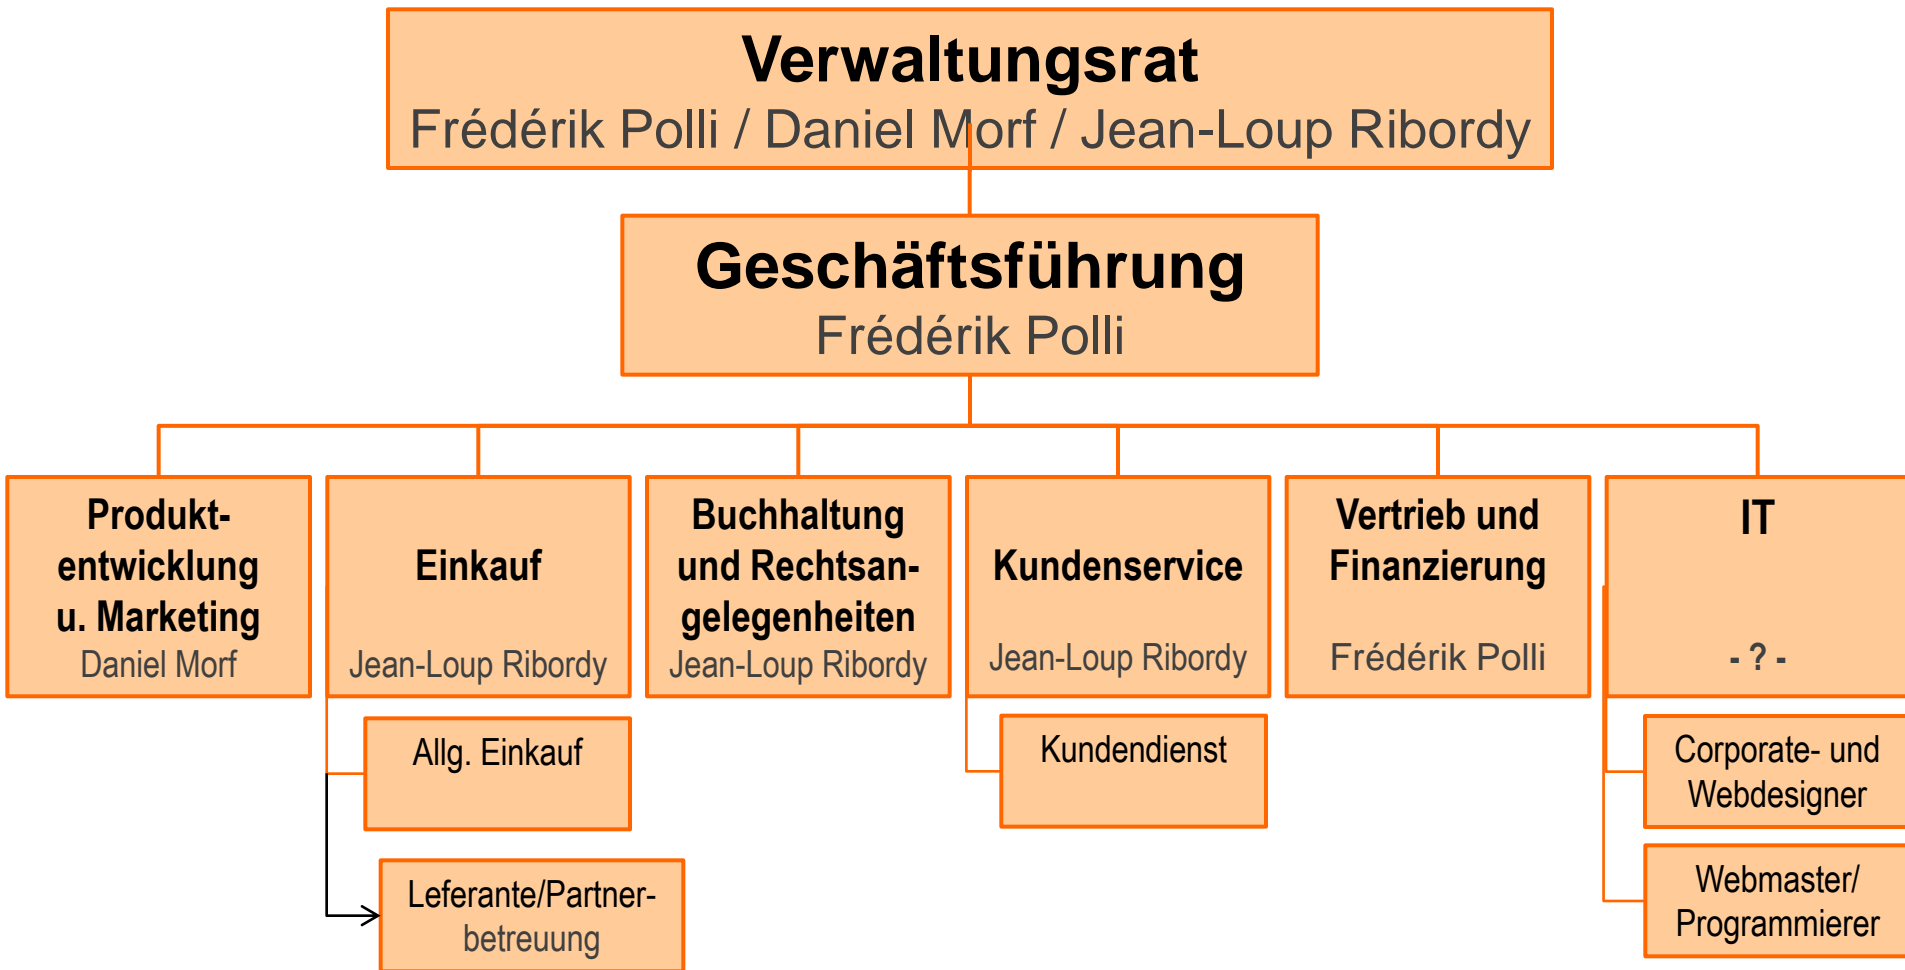 Verwaltungsrat
Frédérik Polli / Daniel Morf / Jean-Loup Ribordy
Geschäftsführung
Frédérik Polli
Produkt-
entwicklung
u. Marketing
Daniel Morf
Einkauf
Jean-Loup Ribordy
Buchhaltung
und Rechtsan-
gelegenheiten
Jean-Loup Ribordy
Kundenservice
Jean-Loup Ribordy
Vertrieb und
Finanzierung
Frédérik Polli
IT
- ? -
Allg. Einkauf
Leferante/Partner-
betreuung
Kundendienst
Corporate- und
Webdesigner
Webmaster/
Programmierer